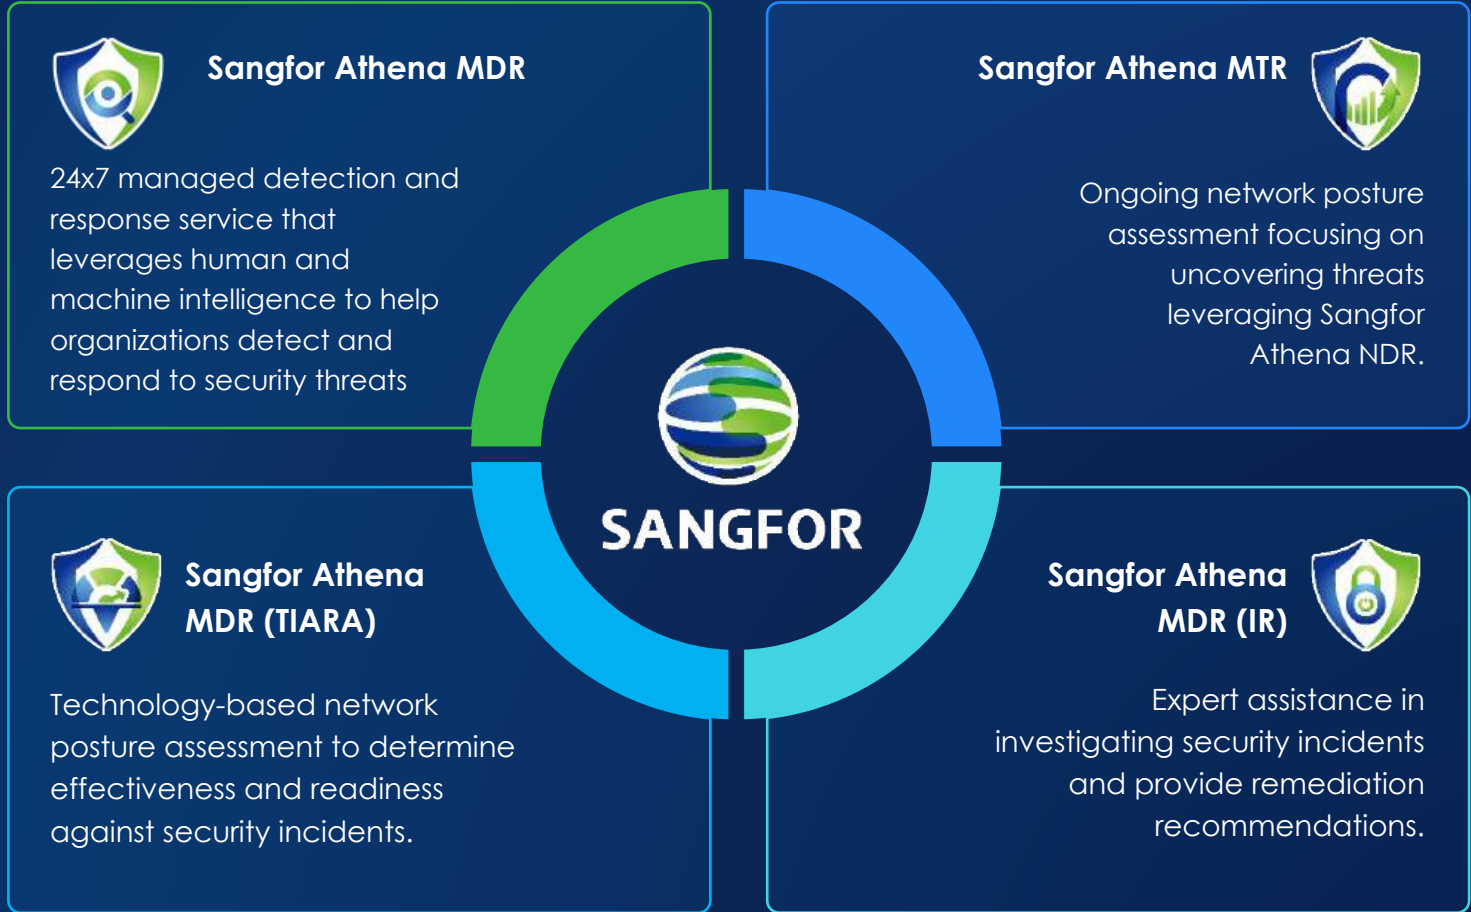 Sangfor Athena MDR
24x7 managed detection and
response service that
leverages human and
machine intelligence to help
organizations detect and
respond to security threats
Sangfor Athena MTR
Ongoing network posture
assessment focusing on
uncovering threats
leveraging Sangfor
Athena NDR.
SANGFOR
Sangfor Athena
MDR (TIARA)
Technology-based network
posture assessment to determine
effectiveness and readiness
against security incidents.
Sangfor Athena
MDR (IR)
Expert assistance in
investigating security incidents
and provide remediation
recommendations.